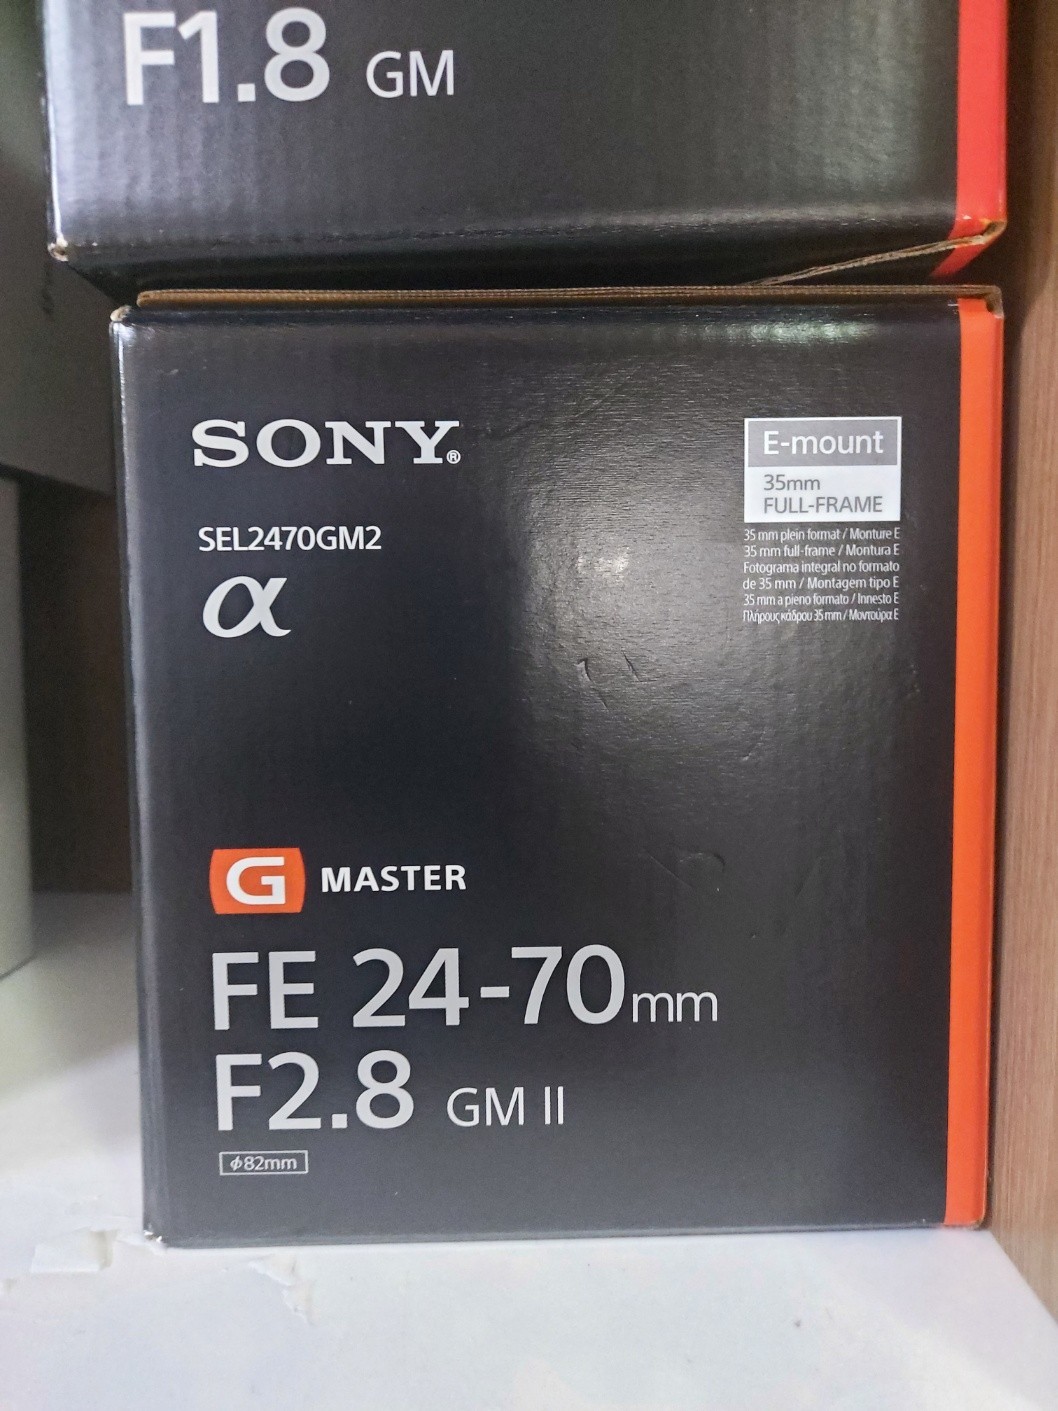 F1.8 GM
SONY®
SEL2470GM2
α
E-mount
35mm
FULL-FRAME
35 mm plein format / Monture E
35 mm full-frame / Montura E
Fotograma integral no formato
de 35 mm / Montagem tipo E
35 mm a pieno formato / Innesto E
Πλήρους κάδρου 35 mm / Μοντούρα E
G MASTER
FE 24-70mm
F2.8 GM II
ϕ82mm